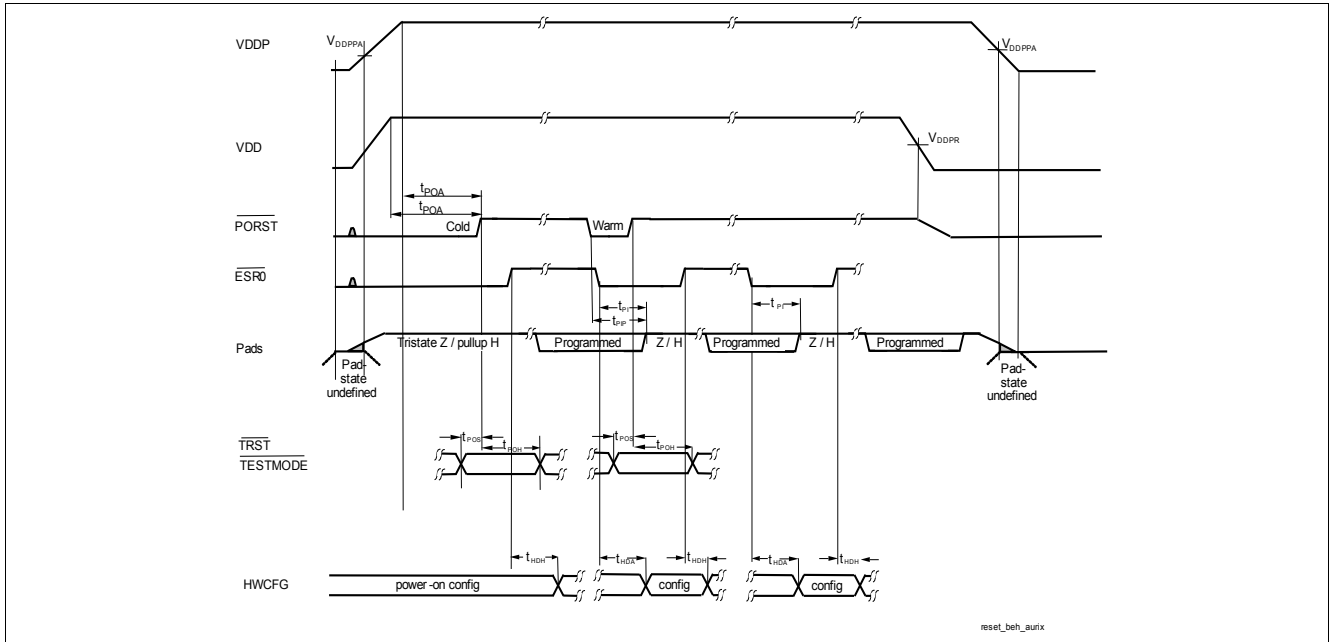 VDDP
VDDPPA
VDDPPA
VDD
VDDPR
tPOA
tPOA
PORST
Cold
Warm
ESR0
tPI
tPIP
tPI
Pads
Tristate Z / pullup H
Programmed
Z / H
Programmed
Z / H
Programmed
Pad-
state
undefined
Pad-
state
undefined
TRST
TESTMODE
tPOS
tPOH
tPOS
tPOH
tHDH
tHDA
tHDH
tHDA
tHDH
HWCFG
power -on config
config
config
reset_beh_aurix